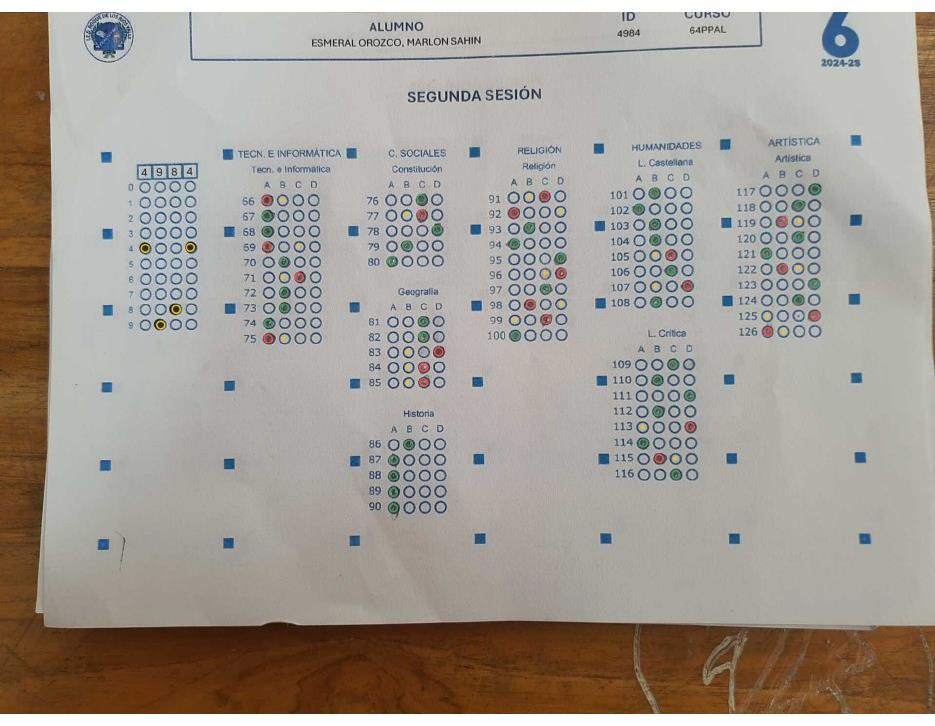 ALUMNO
ESMERAL OROZCO, MARLON SAHIN
ID
4984
CURSO
64PPAL
6
2024-25
SEGUNDA SESIÓN
4 9 8 4
0
1
2
3
4
5
6
7
8
9
TECN. E INFORMÁTICA
Tecn. e Informática
A B C D
66
67
68
69
70
71
72
73
74
75
C. SOCIALES
Constitución
A B C D
76
77
78
79
80
Geografía
A B C D
81
82
83
84
85
Historia
A B C D
86
87
88
89
90
RELIGIÓN
Religión
A B C D
91
92
93
94
95
96
97
98
99
100
HUMANIDADES
L. Castellana
A B C D
101
102
103
104
105
106
107
108
L. Crítica
A B C D
109
110
111
112
113
114
115
116
ARTÍSTICA
Artística
A B C D
117
118
119
120
121
122
123
124
125
126